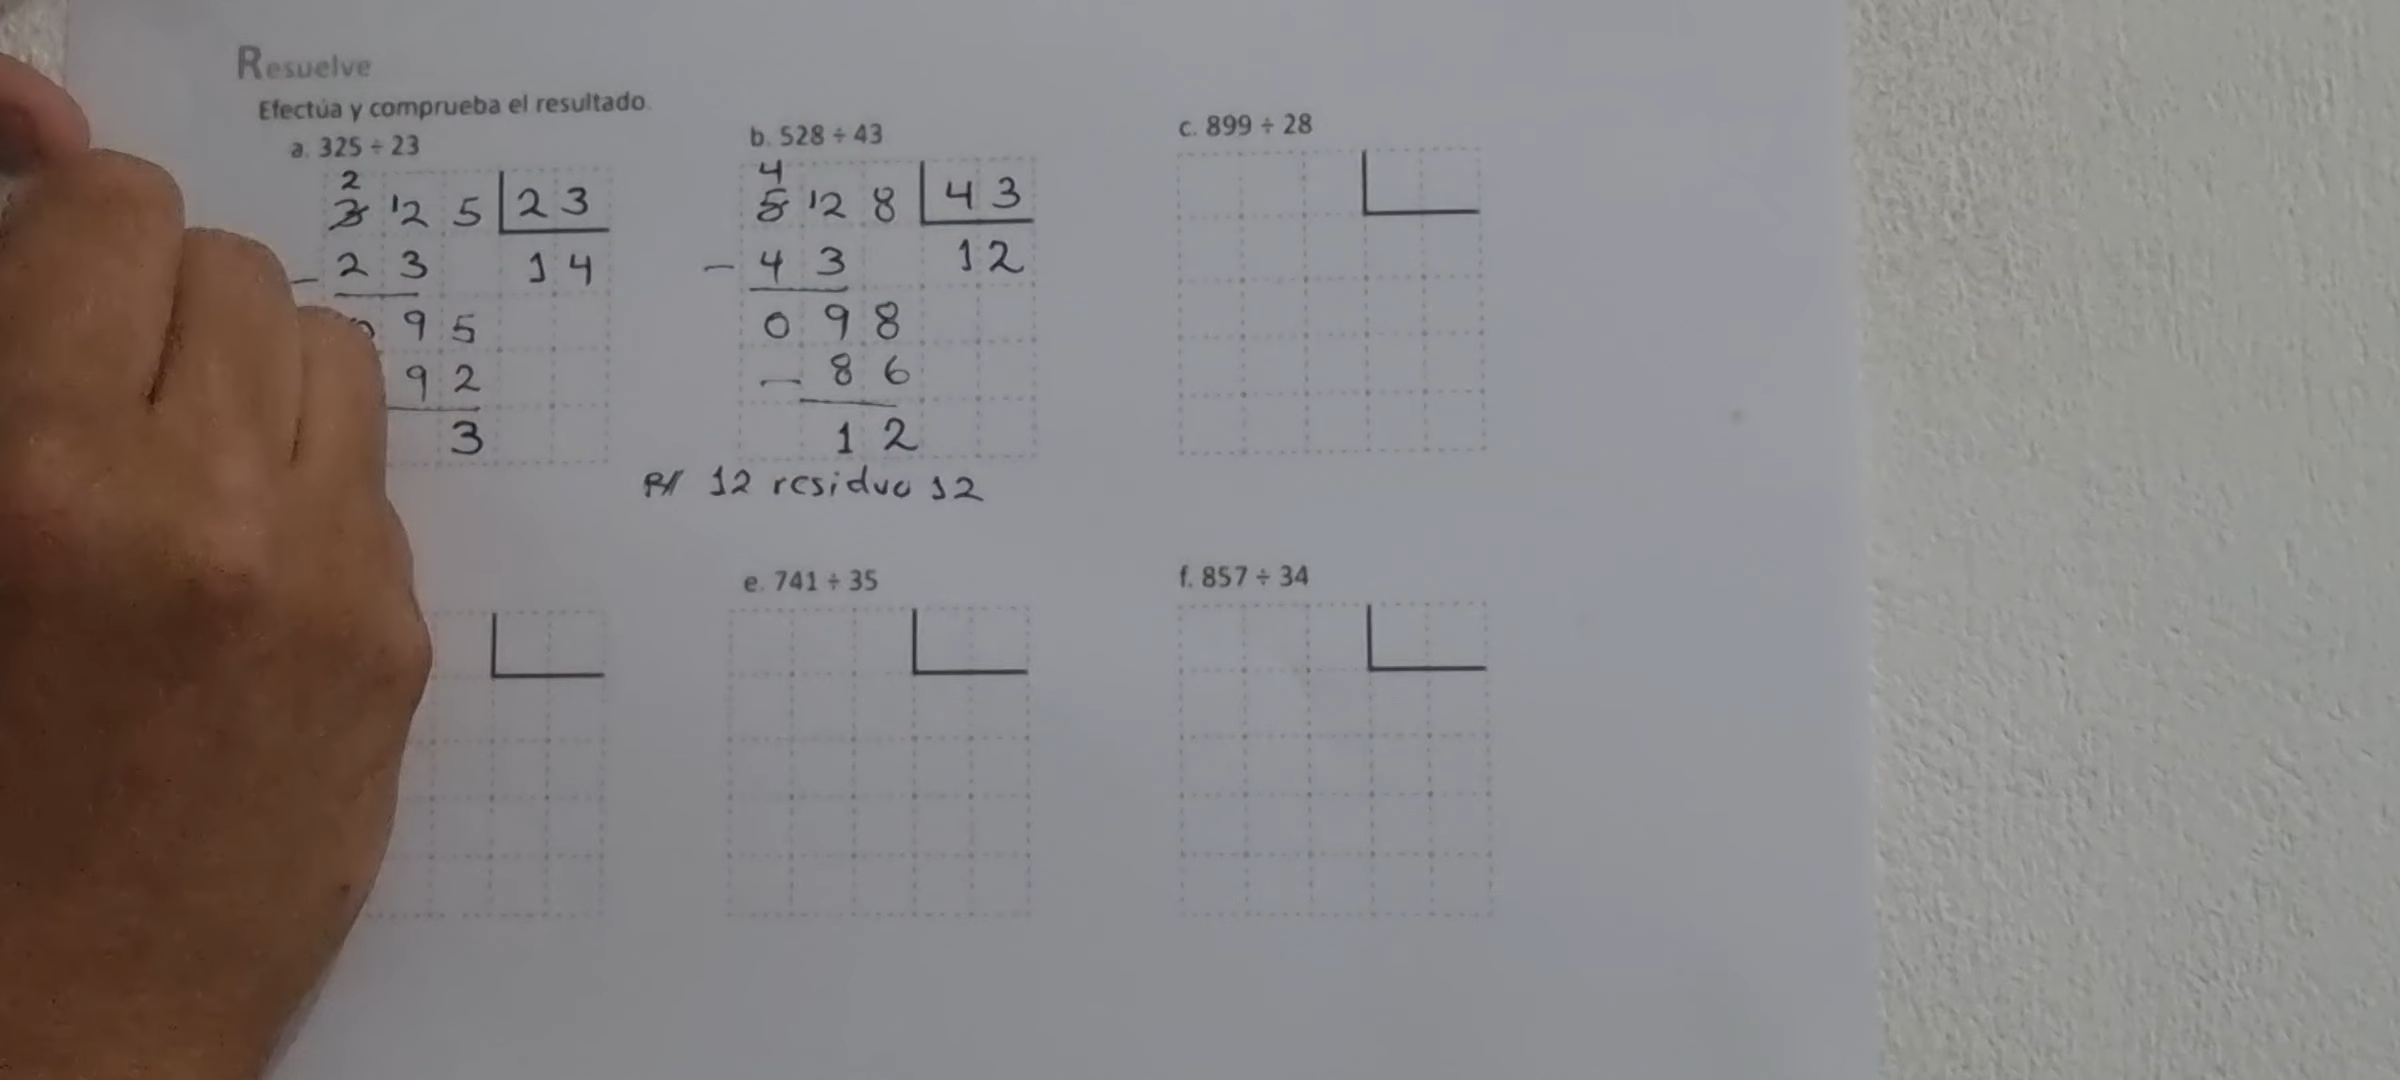 Resuelve
Efectúa y comprueba el resultado.
a. 325 ÷ 23
2
3 12 5 23
- 2 3 14
0 9 5
9 2
3
b. 528 ÷ 43
4
5 12 8 43
- 4 3 12
0 9 8
- 8 6
1 2
R/ 12 residuo 12
c. 899 ÷ 28
e. 741 ÷ 35
f. 857 ÷ 34